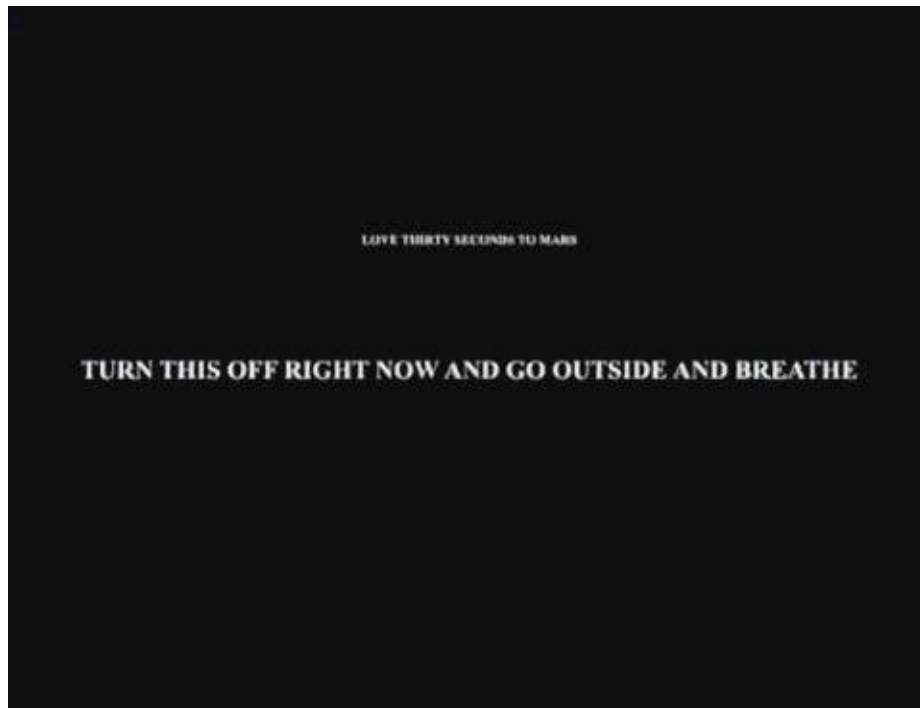 LOVE THIRTY SECONDS TO MARS
TURN THIS OFF RIGHT NOW AND GO OUTSIDE AND BREATHE